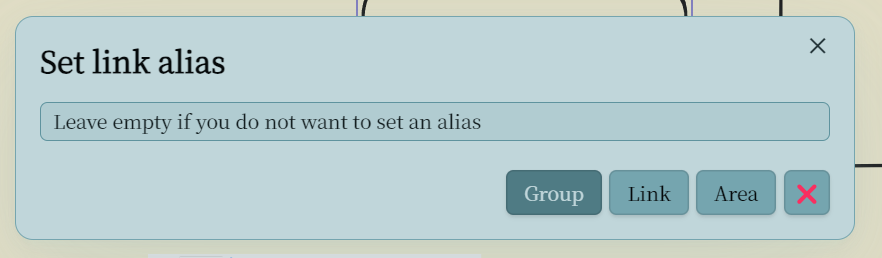 Set link alias
Leave empty if you do not want to set an alias
Group Link Area